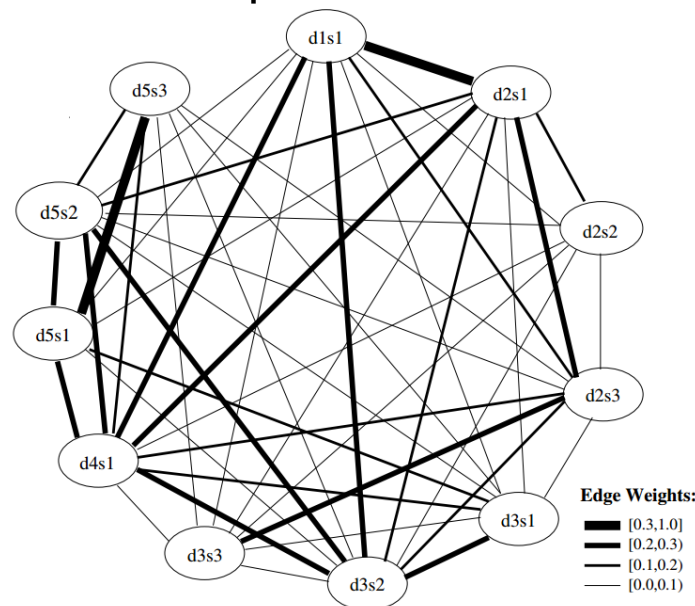 d1s1
d5s3
d2s1
d5s2
d2s2
d5s1
d2s3
d4s1
d3s1
d3s3
d3s2
Edge Weights:
[0.3,1.0]
[0.2,0.3)
[0.1,0.2)
[0.0,0.1)